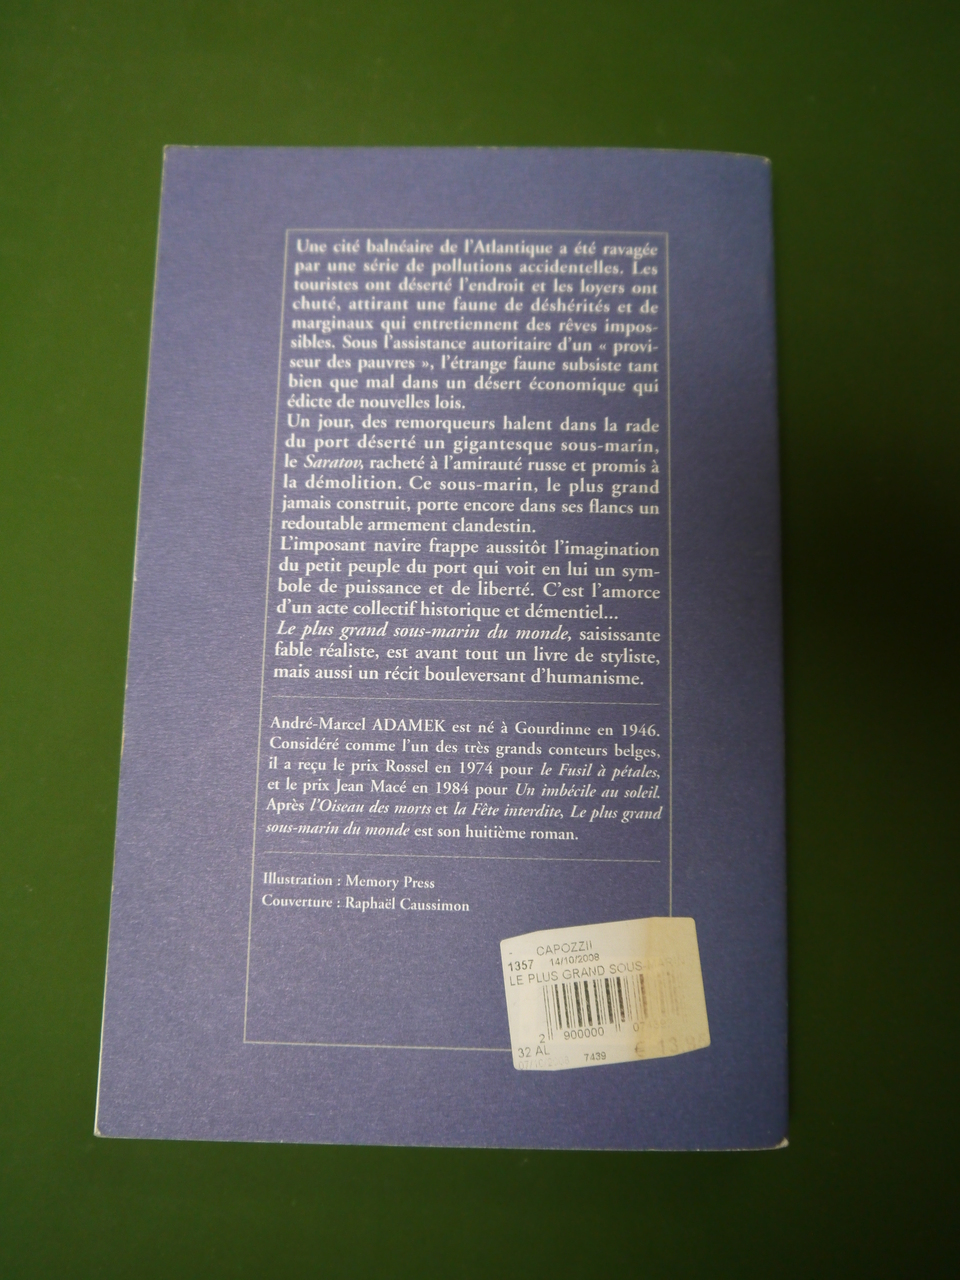 Une cité balnéaire de l'Atlantique a été ravagée
par une série de pollutions accidentelles. Les
touristes ont déserté l'endroit et les loyers ont
chuté, attirant une faune de déshérités et de
marginaux qui entretiennent des rêves impos-
sibles. Sous l'assistance autoritaire d'un « provi-
seur des pauvres », l'étrange faune subsiste tant
bien que mal dans un désert économique qui
édicte de nouvelles lois.
Un jour, des remorqueurs halent dans la rade
du port déserté un gigantesque sous-marin,
le Saratov, racheté à l'amirauté russe et promis à
la démolition. Ce sous-marin, le plus grand
jamais construit, porte encore dans ses flancs un
redoutable armement clandestin.
L'imposant navire frappe aussitôt l'imagination
du petit peuple du port qui voit en lui un sym-
bole de puissance et de liberté. C'est l'amorce
d'un acte collectif historique et démentiel...
Le plus grand sous-marin du monde, saisissante
fable réaliste, est avant tout un livre de styliste,
mais aussi un récit bouleversant d'humanisme.
André-Marcel ADAMEK est né à Gourdinne en 1946.
Considéré comme l'un des très grands conteurs belges,
il a reçu le prix Rossel en 1974 pour le Fusil à pétales,
et le prix Jean Macé en 1984 pour Un imbécile au soleil.
Après l'Oiseau des morts et la Fête interdite, Le plus grand
sous-marin du monde est son huitième roman.
Illustration : Memory Press
Couverture : Raphaël Caussimon
CAPOZZII
1357 14/10/2008
LE PLUS GRAND SOUS-
2 900000
32 AL 7439 €